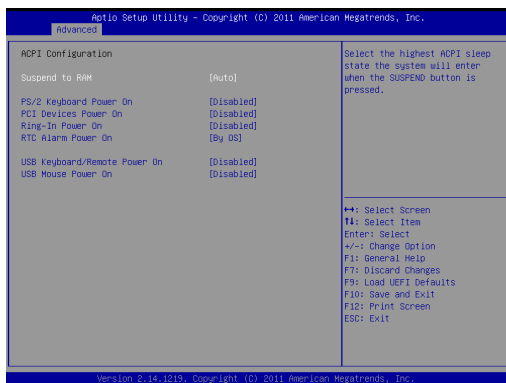 Aptio Setup Utility – Copyright (C) 2011 American Megatrends, Inc.
Advanced
ACPI Configuration
Suspend to RAM [Auto]
PS/2 Keyboard Power On [Disabled]
PCI Devices Power On [Disabled]
Ring-In Power On [Disabled]
RTC Alarm Power On [By OS]
USB Keyboard/Remote Power On [Disabled]
USB Mouse Power On [Disabled]
Select the highest ACPI sleep
state the system will enter
when the SUSPEND button is
pressed.
↔: Select Screen
↑↓: Select Item
Enter: Select
+/-: Change Option
F1: General Help
F7: Discard Changes
F9: Load UEFI Defaults
F10: Save and Exit
F12: Print Screen
ESC: Exit
Version 2.14.1219. Copyright (C) 2011 American Megatrends, Inc.